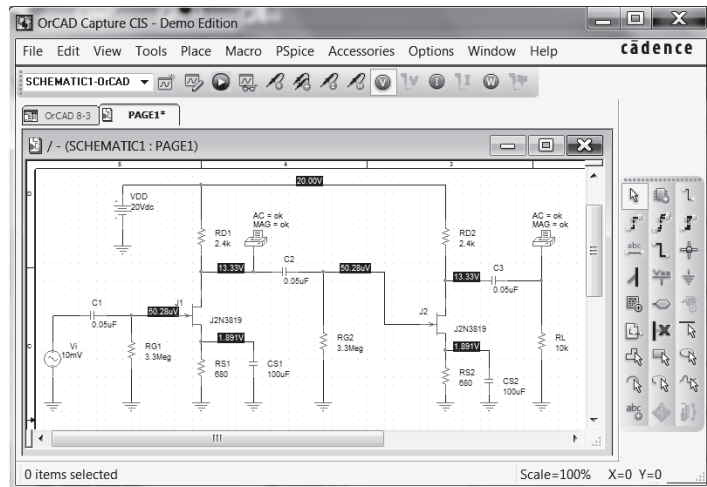 OrCAD Capture CIS - Demo Edition
File Edit View Tools Place Macro PSpice Accessories Options Window Help
cādence
SCHEMATIC1-OrCAD
OrCAD 8-3
PAGE1*
/ - (SCHEMATIC1 : PAGE1)
5 4 3
D
20.00V
VDD
20Vdc
RD1
2.4k
AC = ok
MAG = ok
RD2
2.4k
AC = ok
MAG = ok
C2
0.05uF
13.33V
50.28uV
C3
0.05uF
13.33V
C1
0.05uF
50.28uV
J1
J2N3819
J2
J2N3819
1.891V
1.891V
Vi
10mV
RG1
3.3Meg
RG2
3.3Meg
RL
10k
RS1
680
CS1
100uF
RS2
680
CS2
100uF
C
abc
Vss
abc
0 items selected
Scale=100%
X=0 Y=0